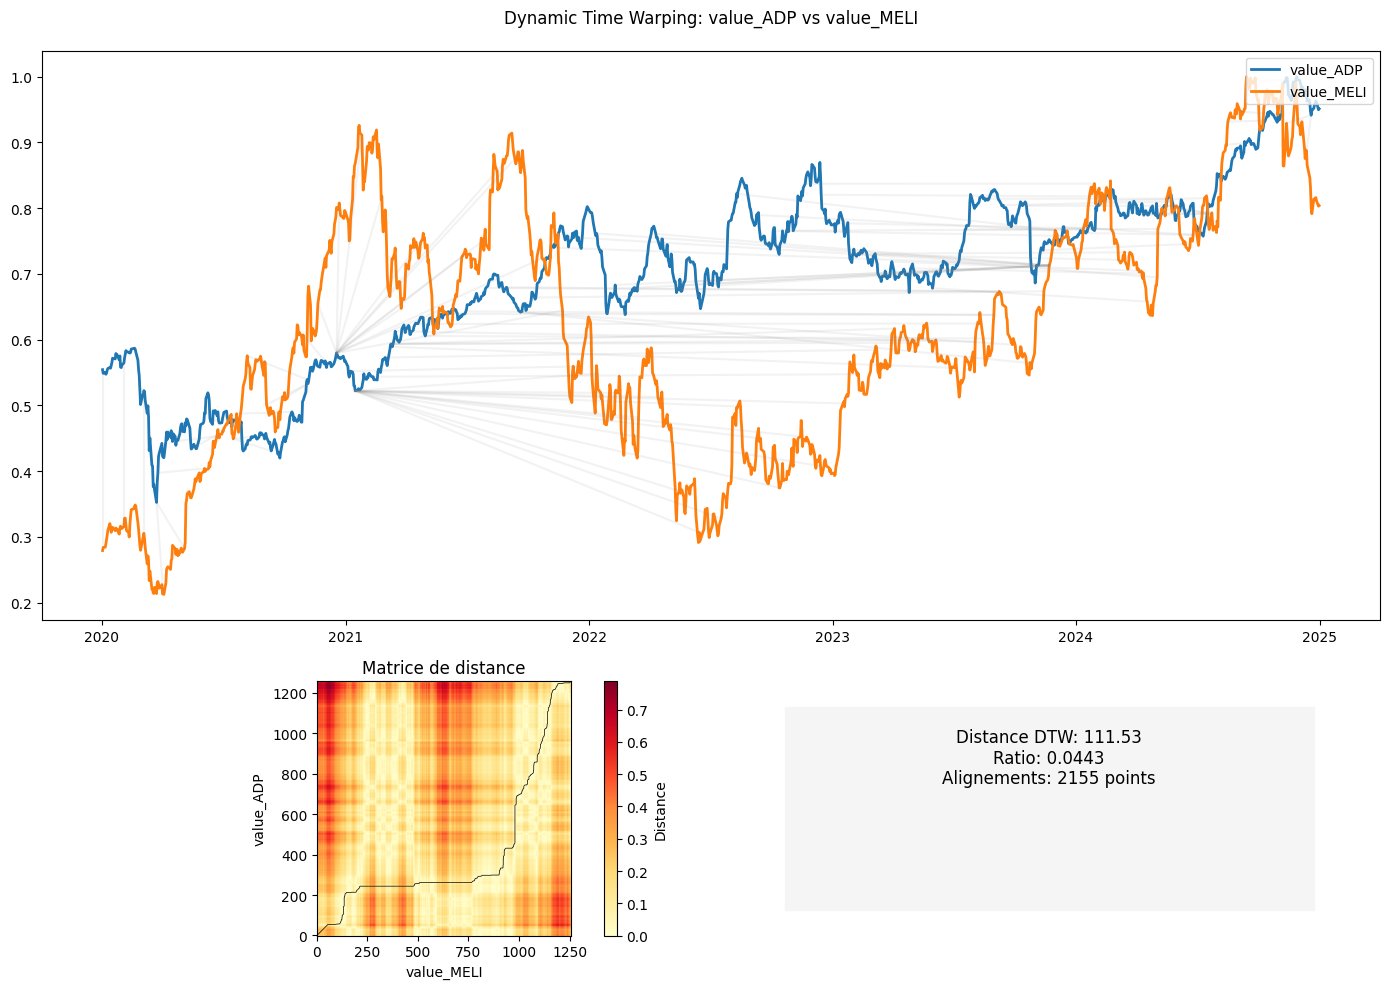 Dynamic Time Warping: value_ADP vs value_MELI
value_ADP
value_MELI
1.0
0.9
0.8
0.7
0.6
0.5
0.4
0.3
0.2
2020 2021 2022 2023 2024 2025
Matrice de distance
value_ADP
1200
1000
800
600
400
200
0
0 250 500 750 1000 1250
value_MELI
0.7
0.6
0.5
0.4
0.3
0.2
0.1
0.0
Distance
Distance DTW: 111.53
Ratio: 0.0443
Alignements: 2155 points